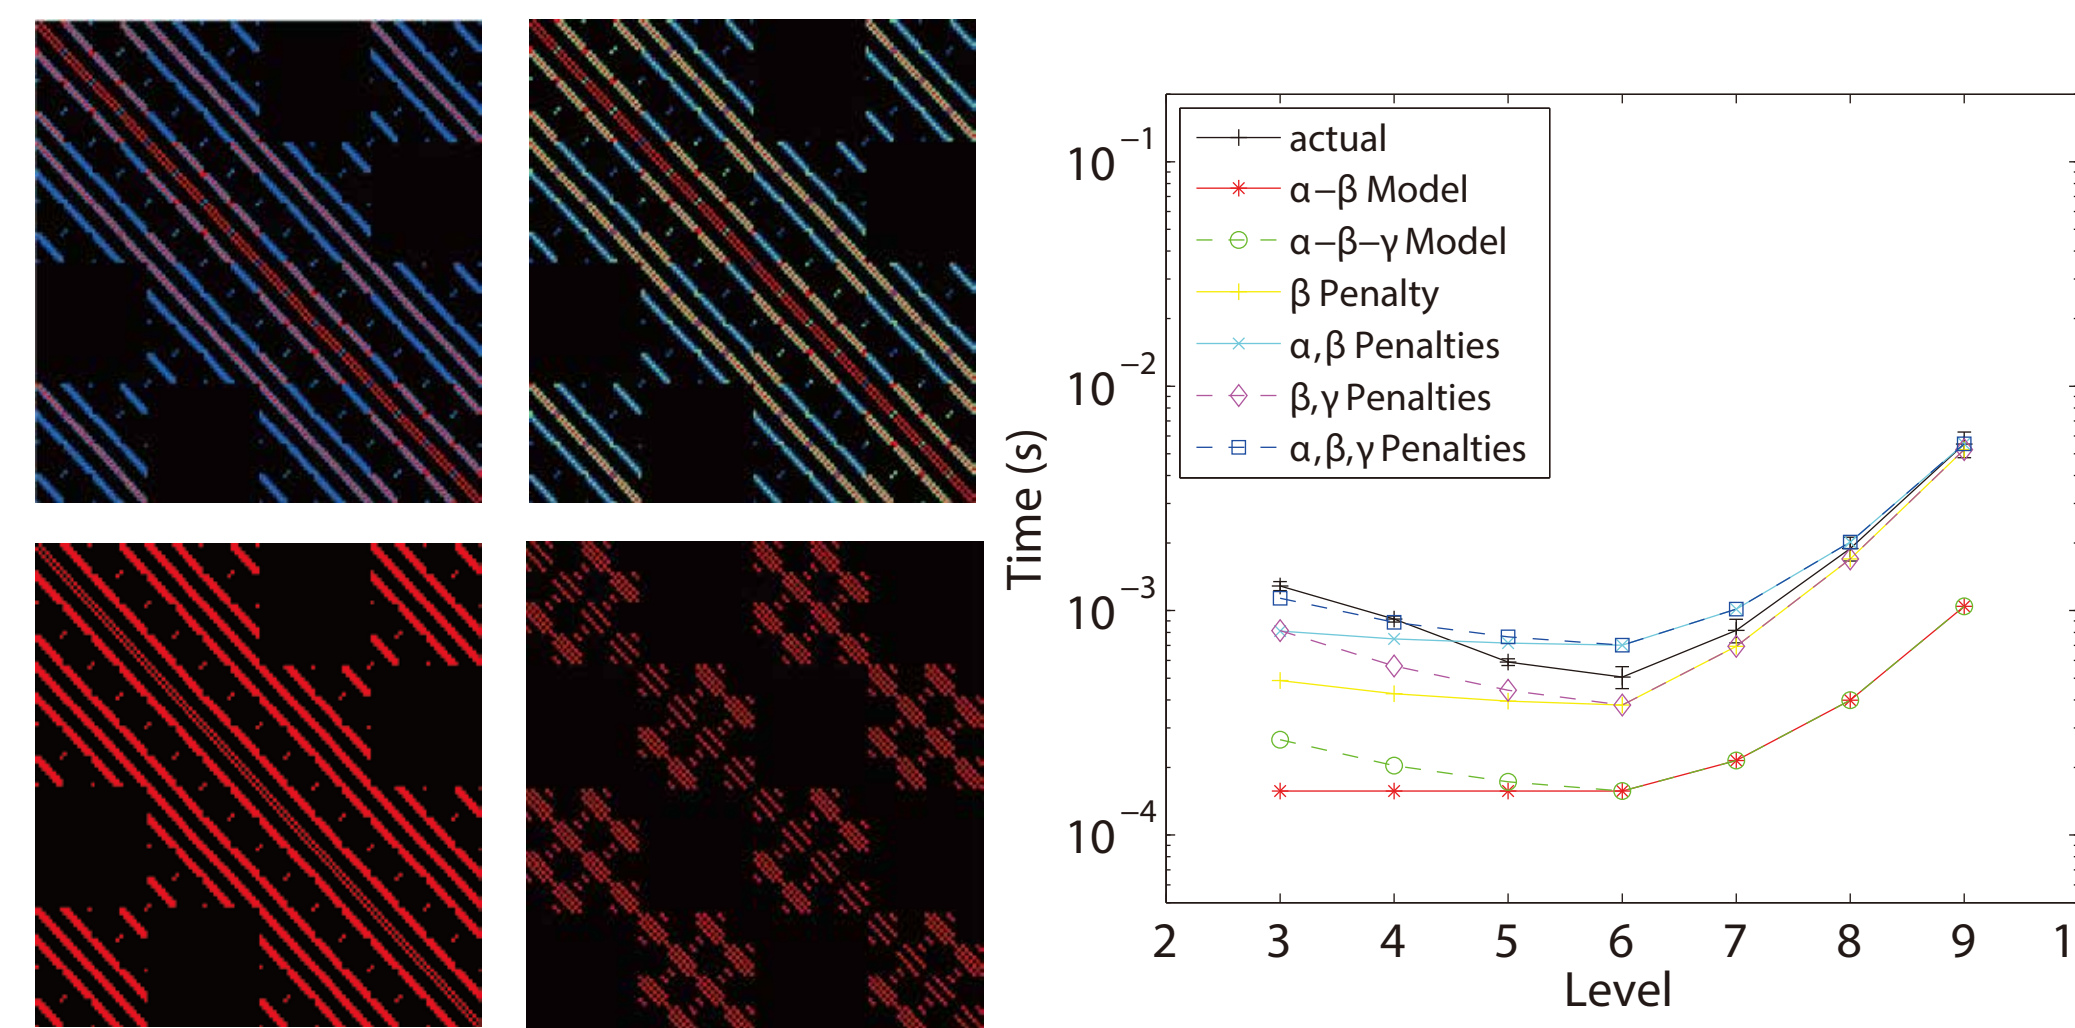 10⁻¹
10⁻²
10⁻³
10⁻⁴
Time (s)
actual
α−β Model
α−β−γ Model
β Penalty
α,β Penalties
β,γ Penalties
α,β,γ Penalties
2 3 4 5 6 7 8 9 1
Level